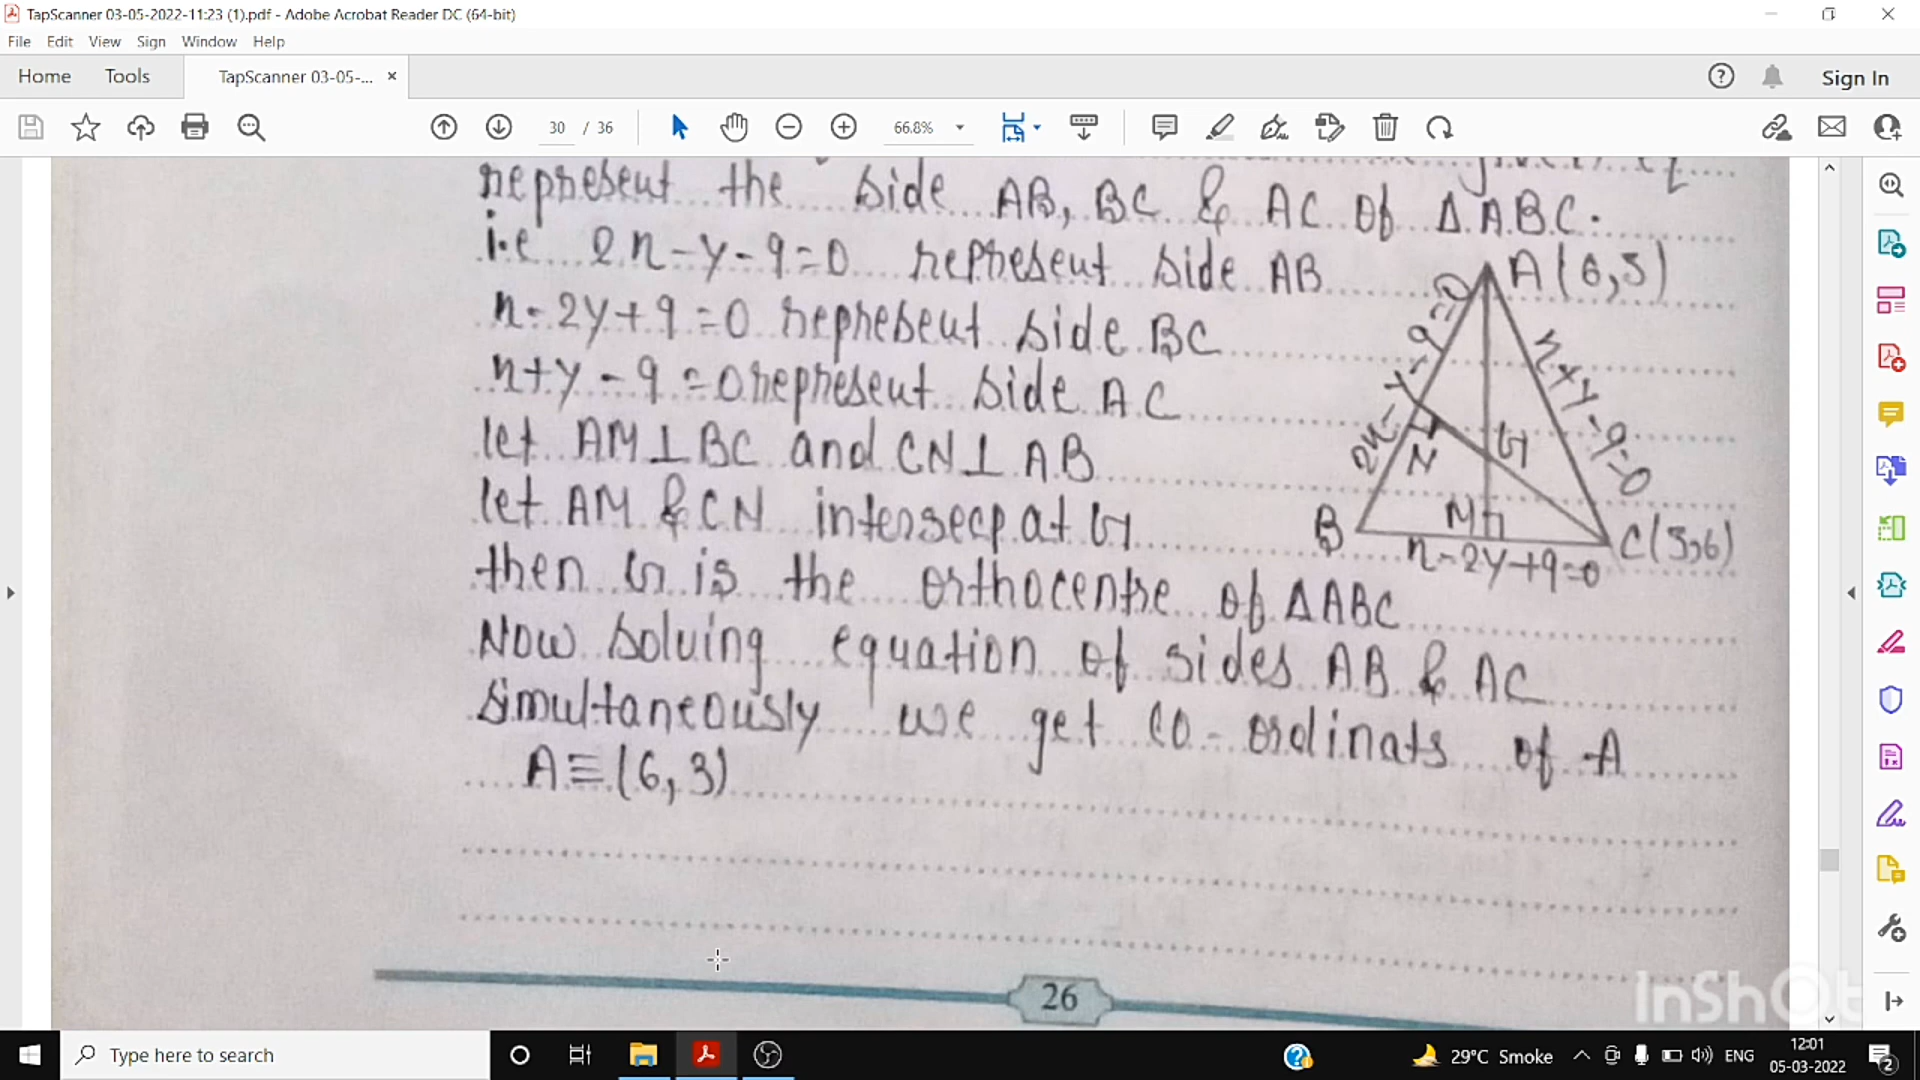 TapScanner 03-05-2022-11:23 (1).pdf - Adobe Acrobat Reader DC (64-bit)
File Edit View Sign Window Help
Home Tools TapScanner 03-05-... × Sign In
30 / 36 66.8%
represent the side AB, BC & AC of ΔABC.
i.e 2x-y-9=0 represent side AB
x-2y+9=0 represent side BC
x+y-9=0 represent side AC
let AM⊥BC and CN⊥AB
let AM & CN intersecp at G
then G is the orthocentre of ΔABC
Now solving equation of sides AB & AC
simultaneously we get co-ordinats of A
A≡(6,3)
A(6,3)
2x-y-9=0
x+y-9=0
N
G
B
M
C(3,6)
x-2y+9=0
26
InShOt
Type here to search
29°C Smoke ENG 12:01
05-03-2022
2